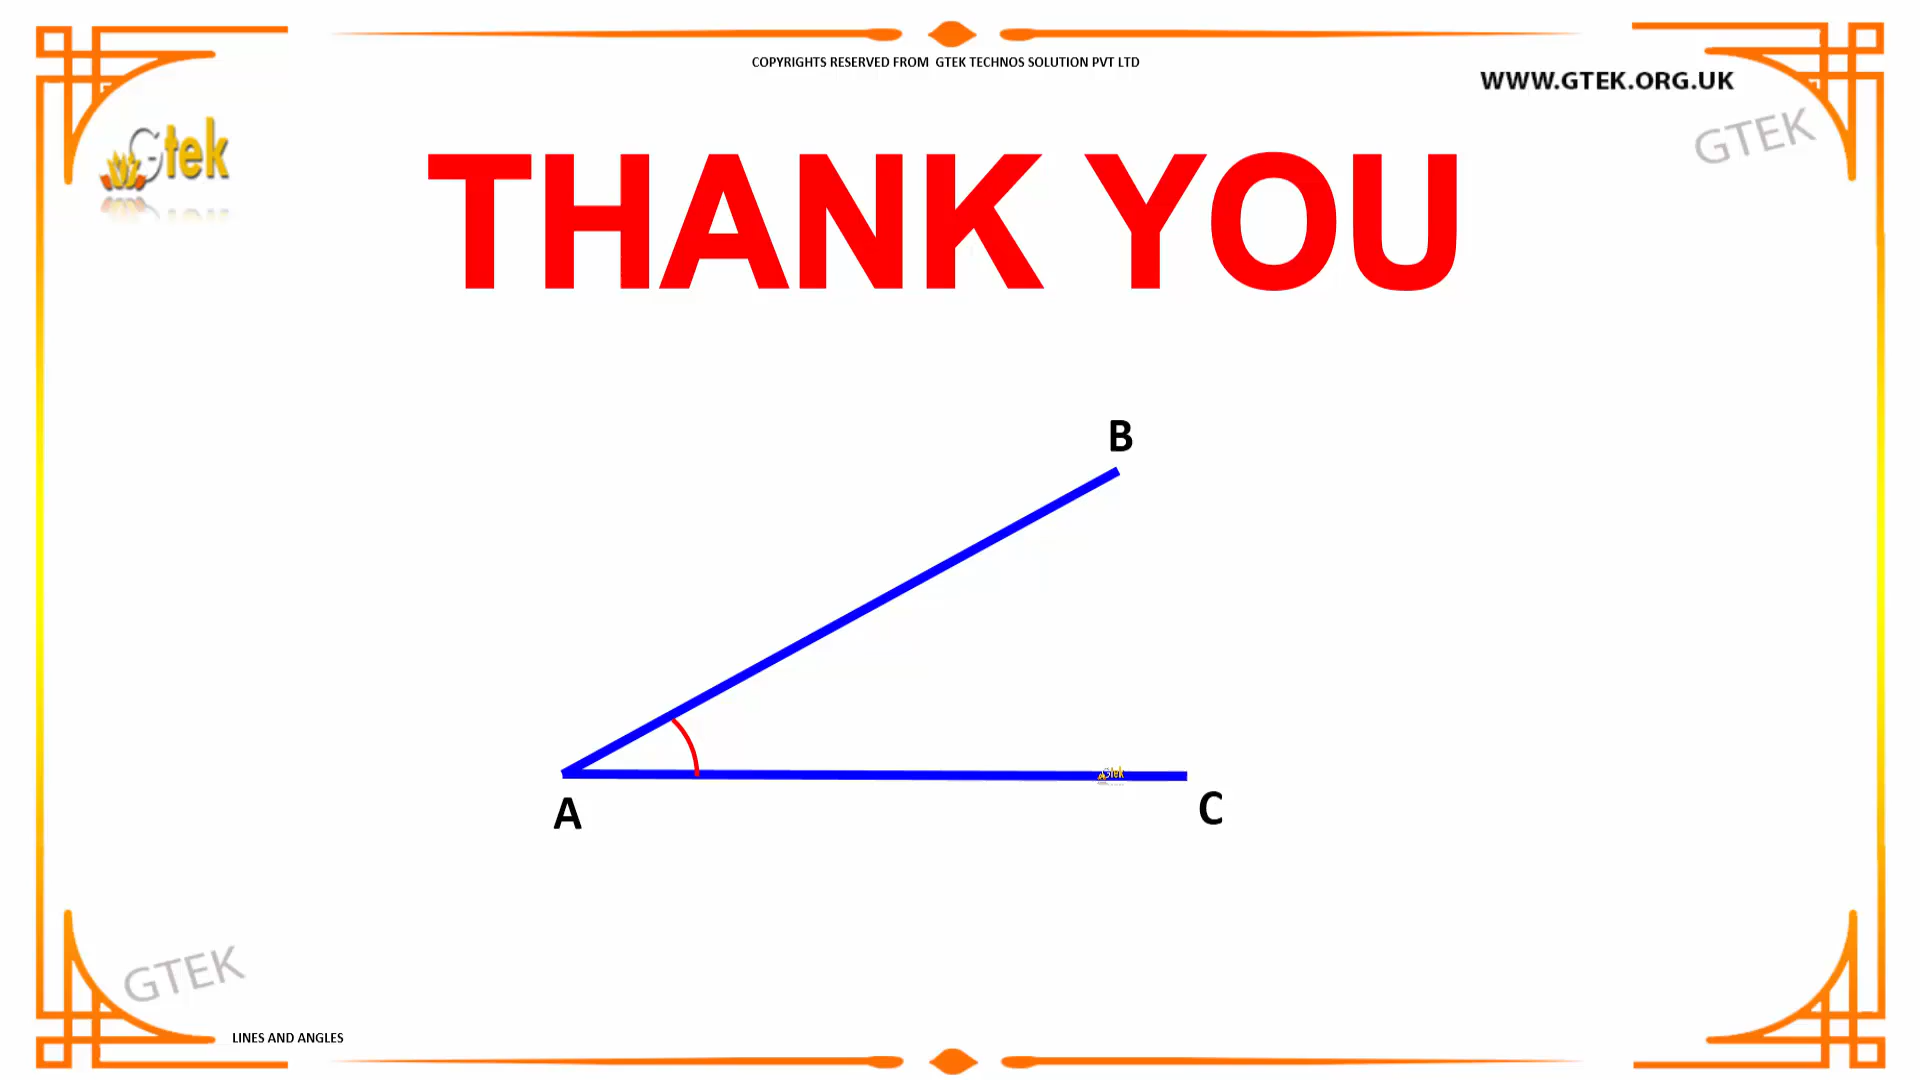 COPYRIGHTS RESERVED FROM GTEK TECHNOS SOLUTION PVT LTD
WWW.GTEK.ORG.UK
GTEK
Gtek
THANK YOU
B
Gtek
A
C
GTEK
LINES AND ANGLES